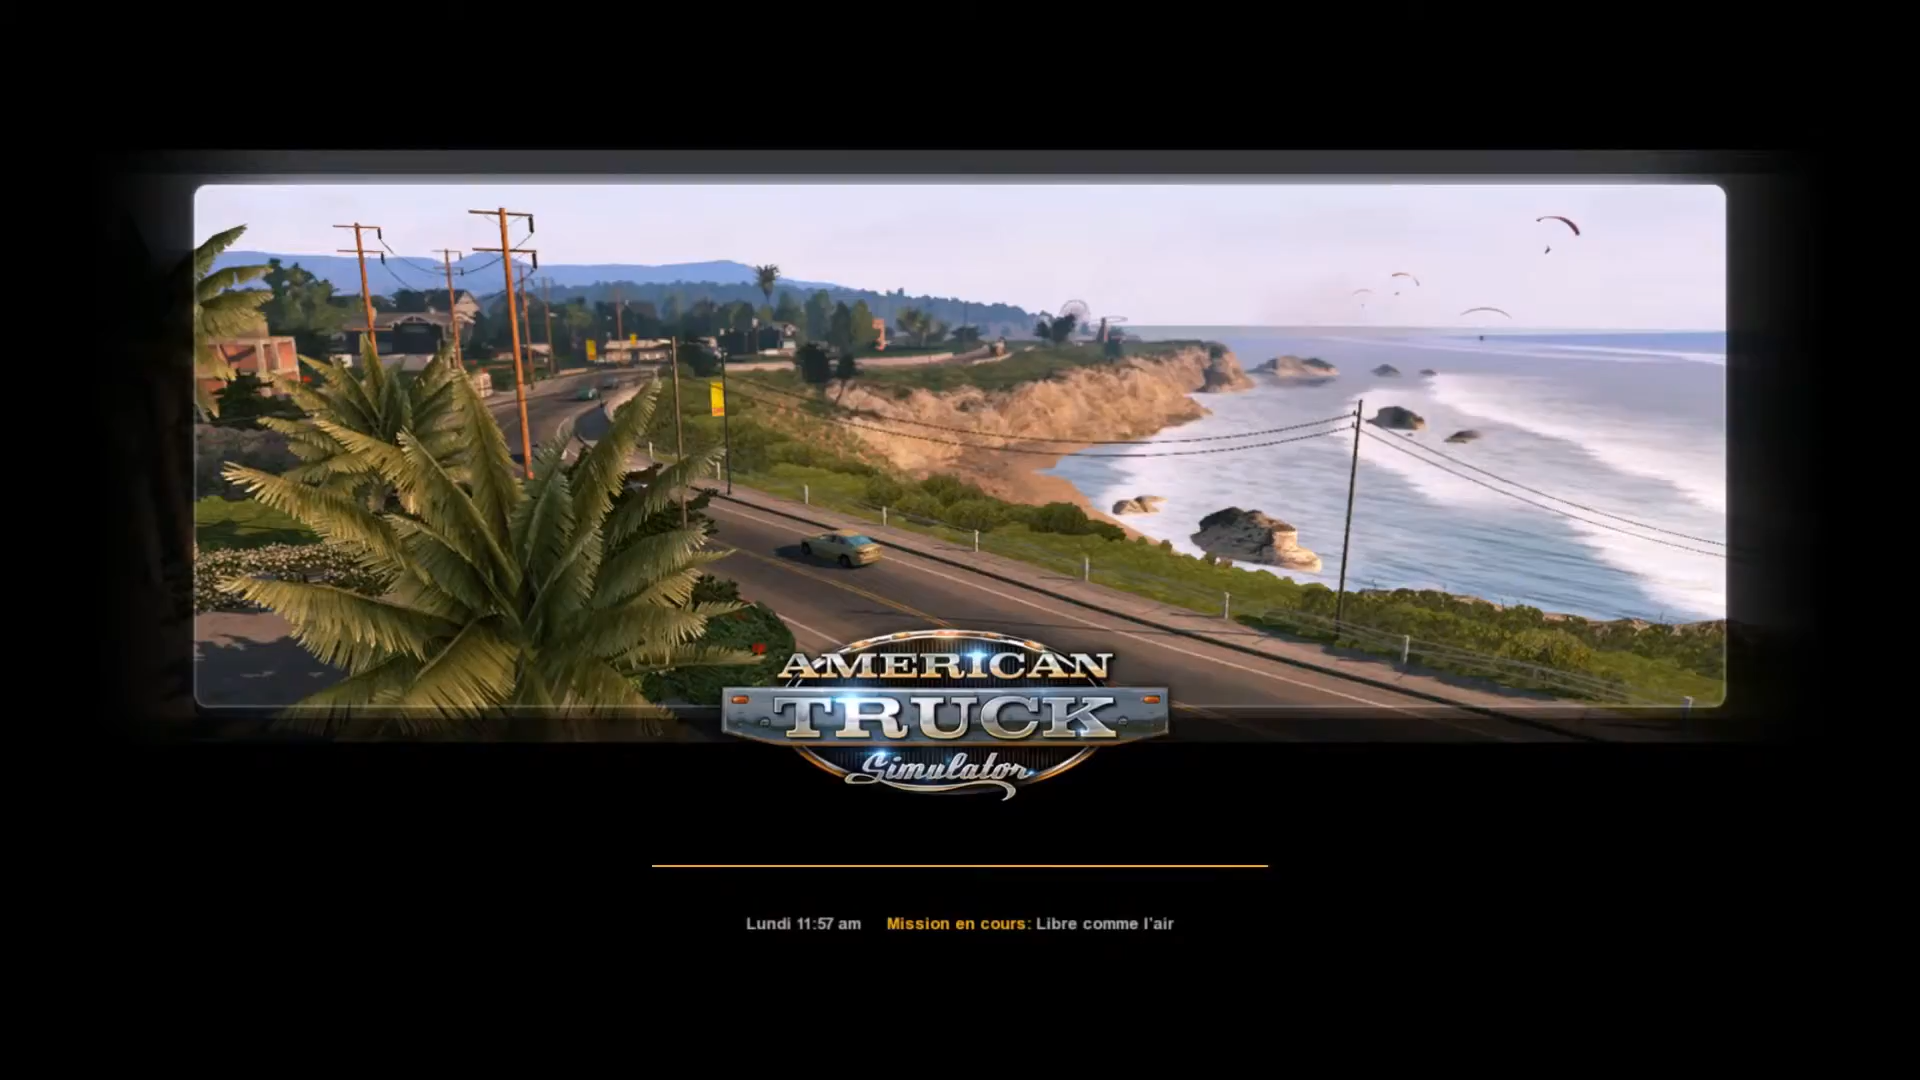 AMERICAN
TRUCK
Simulator
Lundi 11:57 am Mission en cours: Libre comme l'air